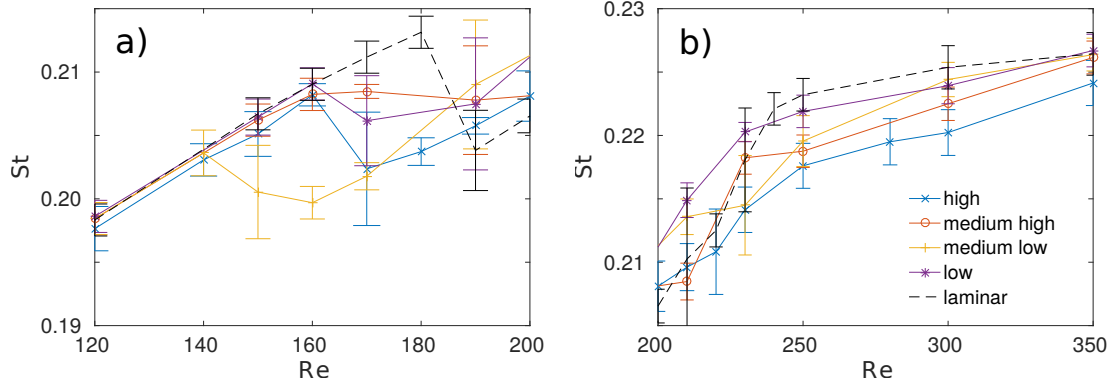 a)
St
0.21
0.20
0.19
120
140
160
180
200
Re
b)
St
0.23
0.22
0.21
200
250
300
350
Re
high
medium high
medium low
low
laminar